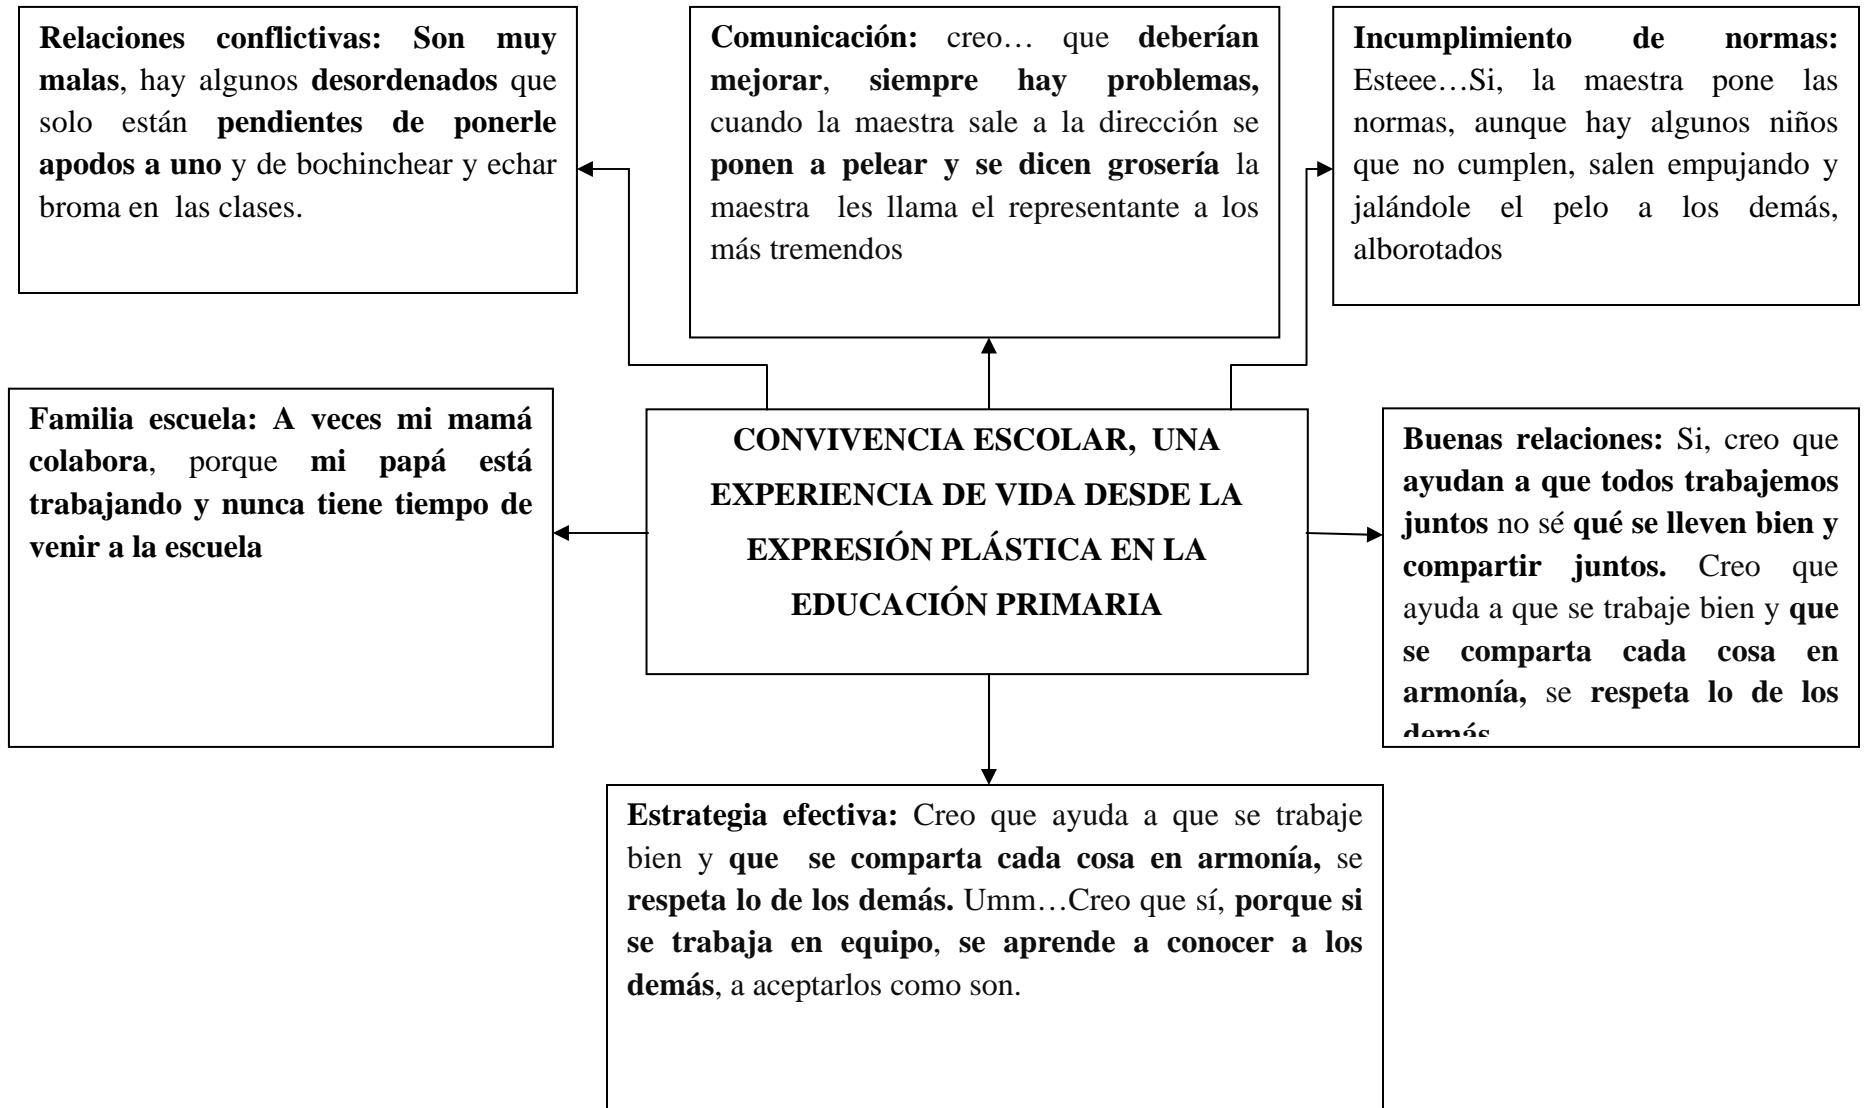 Relaciones conflictivas: Son muy
malas, hay algunos desordenados que
solo están pendientes de ponerle
apodos a uno y de bochinchear y echar
broma en las clases.
Comunicación: creo… que deberían
mejorar, siempre hay problemas,
cuando la maestra sale a la dirección se
ponen a pelear y se dicen grosería la
maestra les llama el representante a los
más tremendos
Incumplimiento de normas:
Esteee…Si, la maestra pone las
normas, aunque hay algunos niños
que no cumplen, salen empujando y
jalándole el pelo a los demás,
alborotados
Familia escuela: A veces mi mamá
colabora, porque mi papá está
trabajando y nunca tiene tiempo de
venir a la escuela
CONVIVENCIA ESCOLAR, UNA
EXPERIENCIA DE VIDA DESDE LA
EXPRESIÓN PLÁSTICA EN LA
EDUCACIÓN PRIMARIA
Buenas relaciones: Si, creo que
ayudan a que todos trabajemos
juntos no sé qué se lleven bien y
compartir juntos. Creo que
ayuda a que se trabaje bien y que
se comparta cada cosa en
armonía, se respeta lo de los
demás
Estrategia efectiva: Creo que ayuda a que se trabaje
bien y que se comparta cada cosa en armonía, se
respeta lo de los demás. Umm…Creo que sí, porque si
se trabaja en equipo, se aprende a conocer a los
demás, a aceptarlos como son.